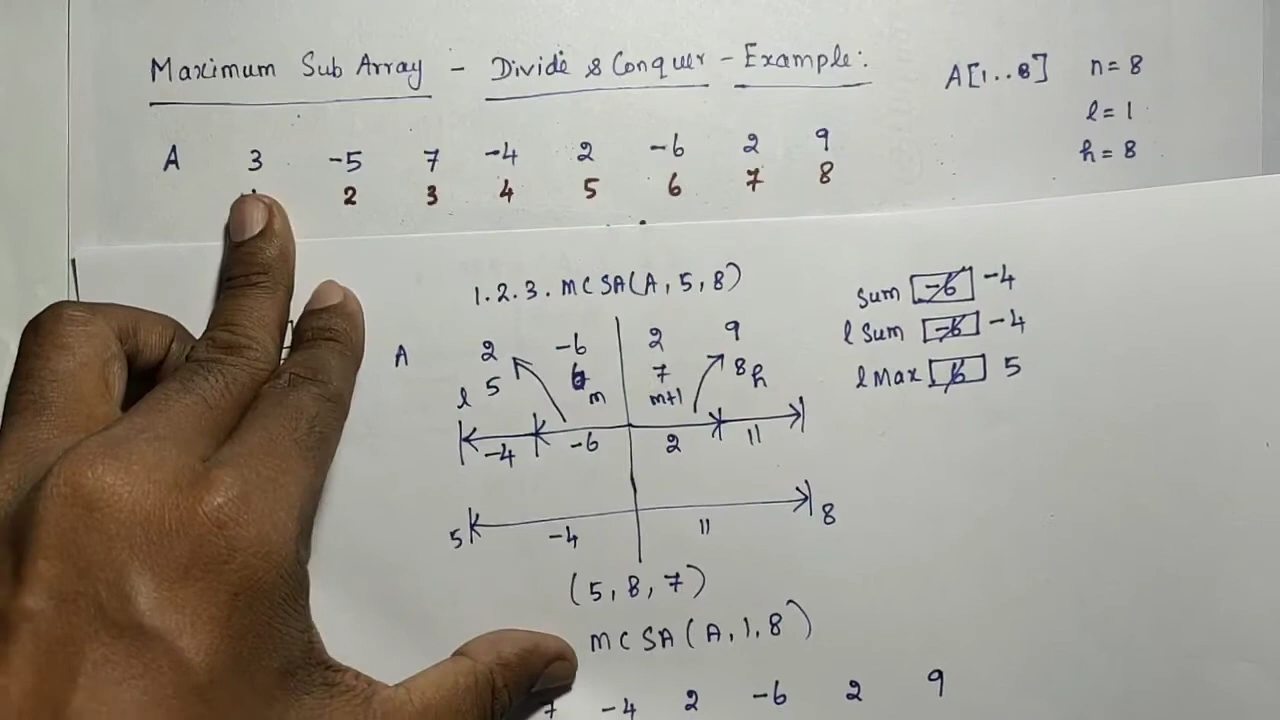 Maximum Sub Array - Divide & Conquer - Example:
A[1..8] n = 8
l = 1
h = 8
A 3 -5 7 -4 2 -6 2 9
2 3 4 5 6 7 8
1.2.3. MCSA(A, 5, 8)
Sum -6 -4
l Sum -6 -4
l Max 6 5
A 2 -6 2 9
l 5 6 m 7 m+1 8 h
-4 -6 2 11
5 -4 11 8
(5, 8, 7)
MCSA(A, 1, 8)
7 -4 2 -6 2 9